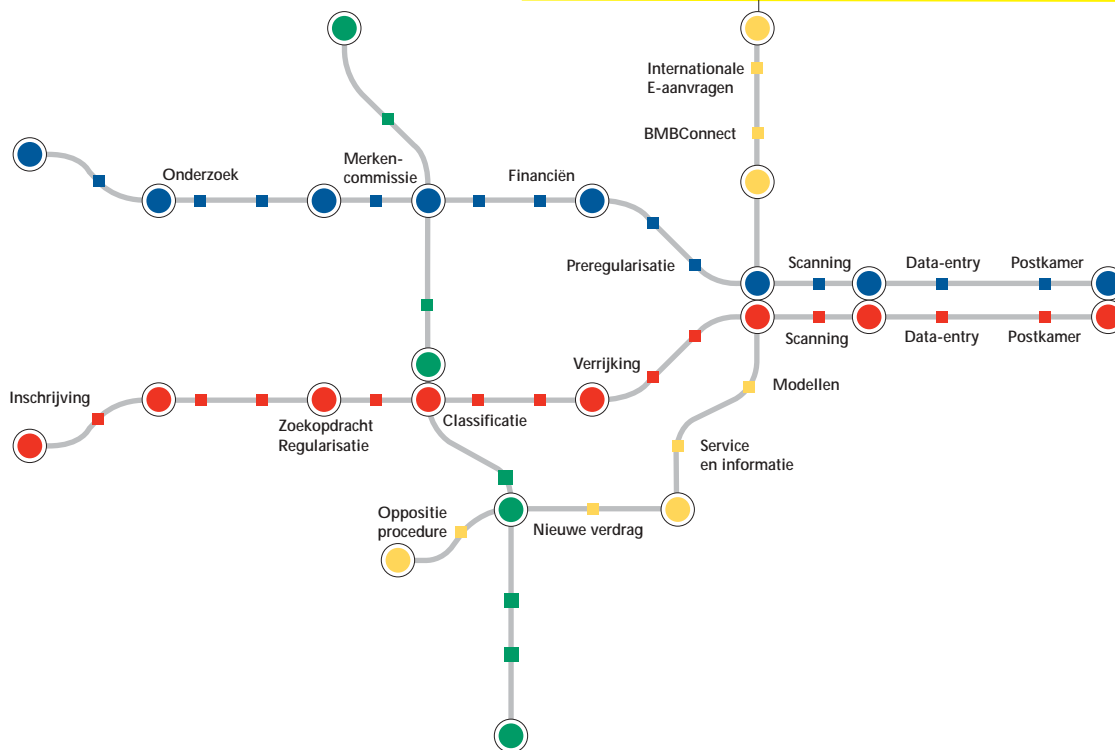 Internationale
E-aanvragen
BMBConnect
Merken-
commissie
Onderzoek
Financiën
Preregularisatie
Scanning
Data-entry
Postkamer
Scanning
Data-entry
Postkamer
Verrijking
Modellen
Inschrijving
Zoekopdracht
Regularisatie
Classificatie
Service
en informatie
Oppositie
procedure
Nieuwe verdrag